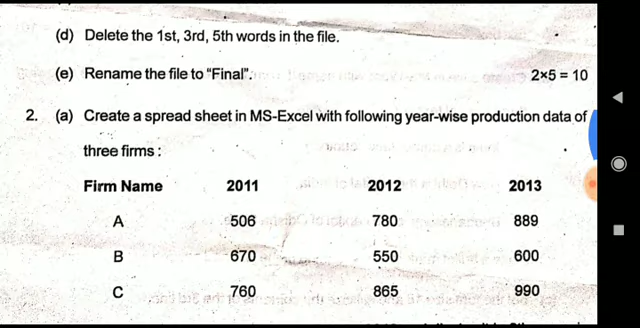 (d) Delete the 1st, 3rd, 5th words in the file.
(e) Rename the file to "Final". 2×5 = 10
2. (a) Create a spread sheet in MS-Excel with following year-wise production data of
three firms :
Firm Name 2011 2012 2013
A 506 780 889
B 670 550 600
C 760 865 990